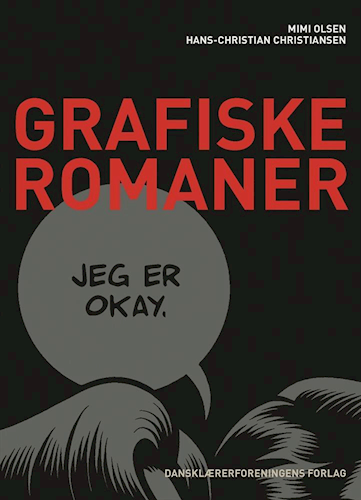 MIMI OLSEN
HANS-CHRISTIAN CHRISTIANSEN
GRAFISKE
ROMANER
JEG ER
OKAY.
DANSKLÆRERFORENINGENS FORLAG